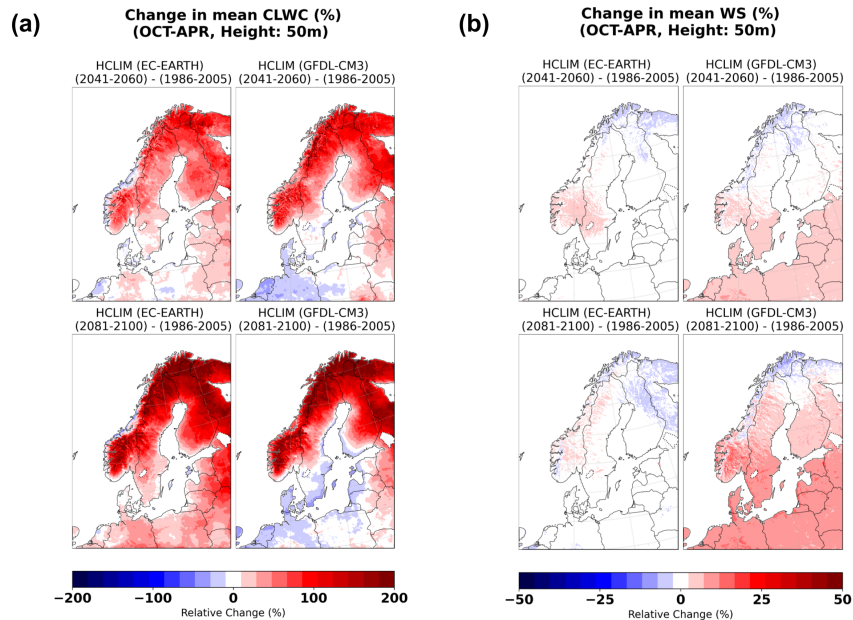 (a)
Change in mean CLWC (%)
(OCT-APR, Height: 50m)
HCLIM (EC-EARTH)
(2041-2060) - (1986-2005)
HCLIM (GFDL-CM3)
(2041-2060) - (1986-2005)
HCLIM (EC-EARTH)
(2081-2100) - (1986-2005)
HCLIM (GFDL-CM3)
(2081-2100) - (1986-2005)
−200 −100 0 100 200
Relative Change (%)
(b)
Change in mean WS (%)
(OCT-APR, Height: 50m)
HCLIM (EC-EARTH)
(2041-2060) - (1986-2005)
HCLIM (GFDL-CM3)
(2041-2060) - (1986-2005)
HCLIM (EC-EARTH)
(2081-2100) - (1986-2005)
HCLIM (GFDL-CM3)
(2081-2100) - (1986-2005)
−50 −25 0 25 50
Relative Change (%)